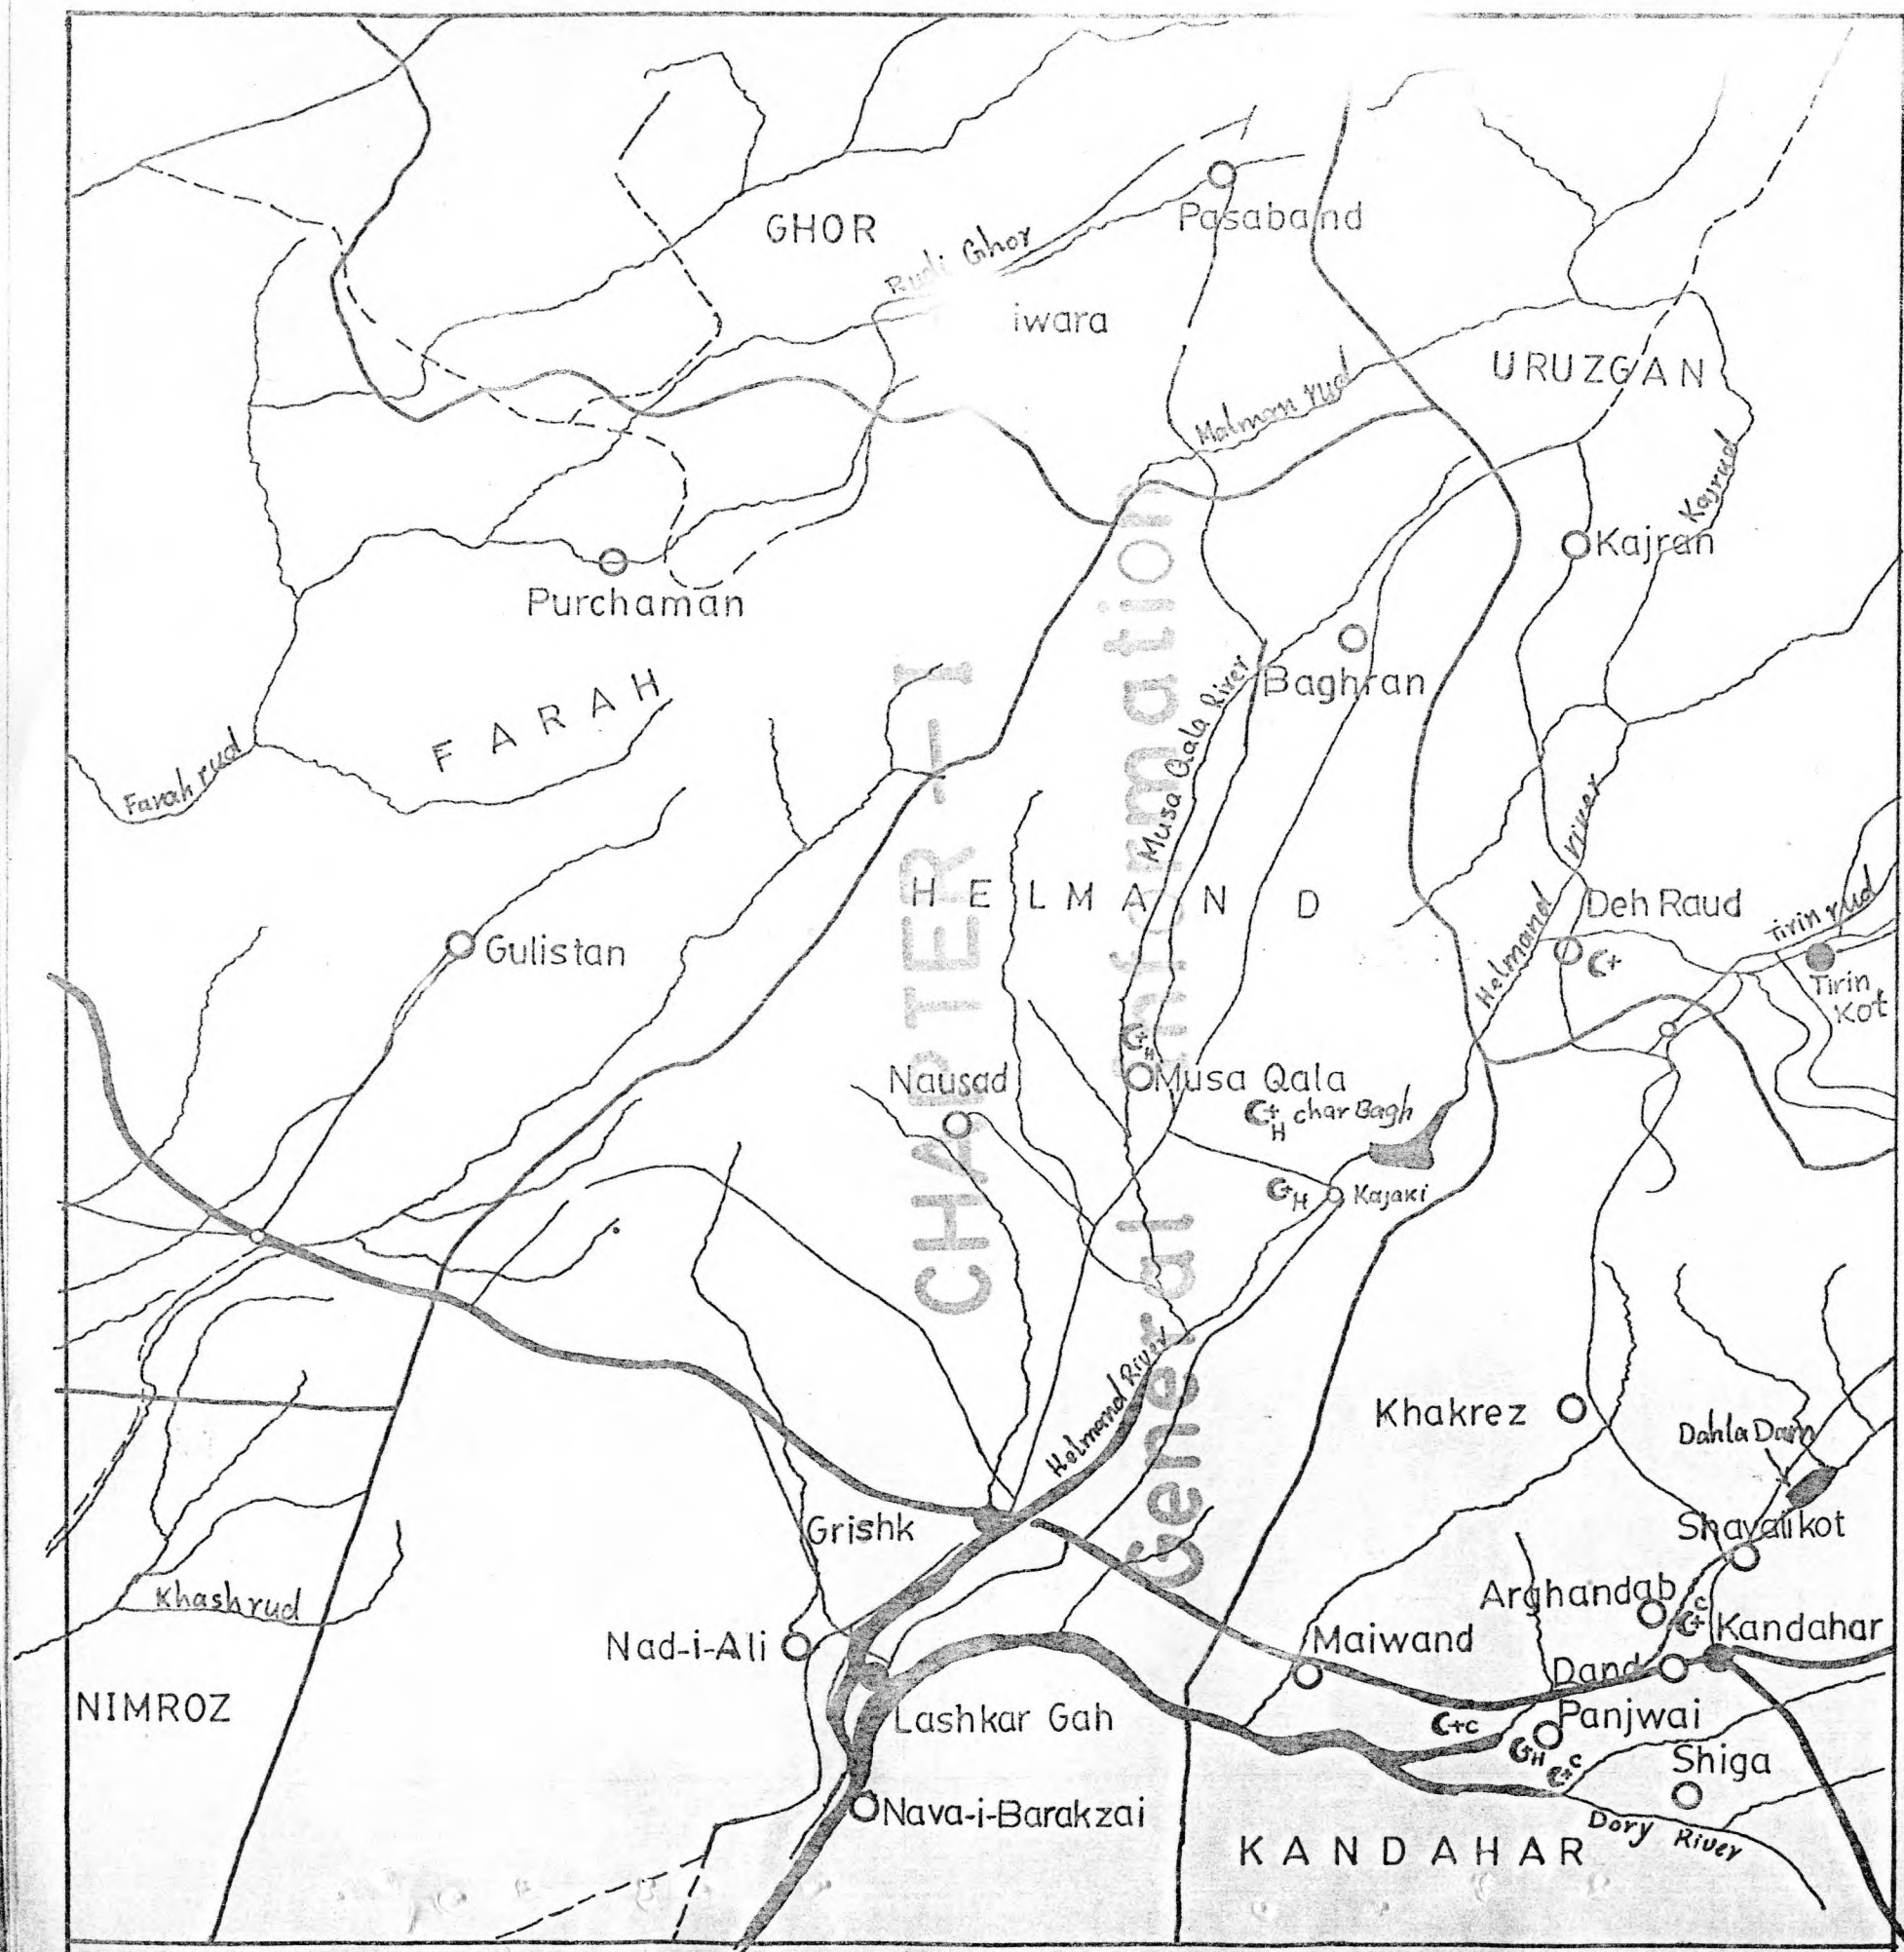 GHOR
Pasaband
Rudi Ghor
iwara
URUZGAN
Malman rud
Kajrud
Kajran
Purchaman
Baghran
FARAH
Musa Qala River
Farah rud
river
HELMAND
Deh Raud
Tirin rud
Gulistan
Helmand
C+
Tirin
Kot
Nausad
C+
Musa Qala
C+
H
char Bagh
C+H
Kajaki
CHAPTER-I
General information
Helmand River
Khakrez
Dahla Dam
Grishk
Shavalikot
Khashrud
Arghandab
C+C
Kandahar
Nad-i-Ali
Maiwand
Dand
NIMROZ
Lashkar Gah
C+C
Panjwai
C+H
C+C
Shiga
Nava-i-Barakzai
Dory River
KANDAHAR